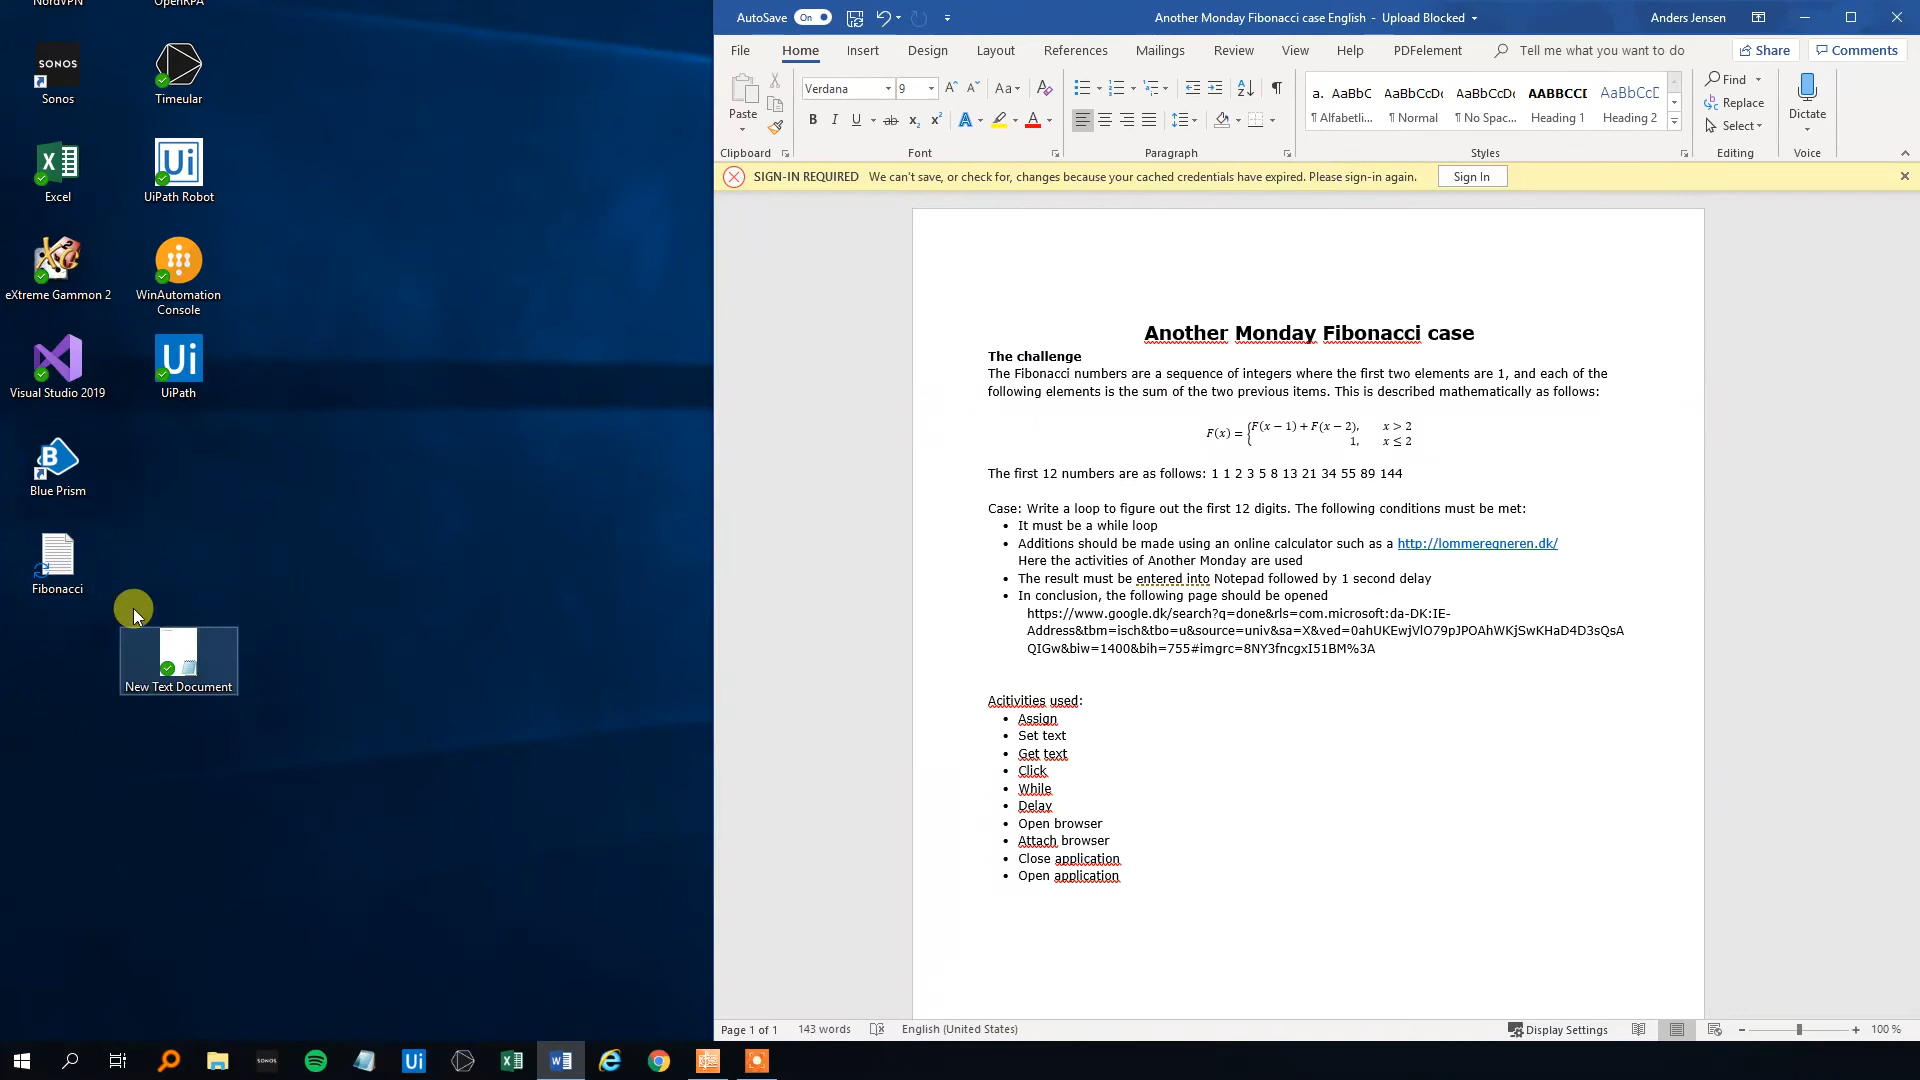 NordVPN
OpenRPA
SONOS
Sonos
Timeular
Excel
UiPath Robot
eXtreme Gammon 2
WinAutomation
Console
Visual Studio 2019
UiPath
Blue Prism
Fibonacci
New Text Document
AutoSave On
Another Monday Fibonacci case English - Upload Blocked
Anders Jensen
File Home Insert Design Layout References Mailings Review View Help PDFelement Tell me what you want to do Share Comments
Paste
Verdana 9
a. AaBbC AaBbCcDc AaBbCcDc AABBCCI AaBbCcC
¶ Alfabetli... ¶ Normal ¶ No Spac... Heading 1 Heading 2
Find
Replace
Select
Dictate
Clipboard Font Paragraph Styles Editing Voice
SIGN-IN REQUIRED We can't save, or check for, changes because your cached credentials have expired. Please sign-in again. Sign In
Another Monday Fibonacci case
The challenge
The Fibonacci numbers are a sequence of integers where the first two elements are 1, and each of the
following elements is the sum of the two previous items. This is described mathematically as follows:
F(x) = {F(x − 1) + F(x − 2), x > 2
1, x ≤ 2
The first 12 numbers are as follows: 1 1 2 3 5 8 13 21 34 55 89 144
Case: Write a loop to figure out the first 12 digits. The following conditions must be met:
• It must be a while loop
• Additions should be made using an online calculator such as a http://lommeregneren.dk/
Here the activities of Another Monday are used
• The result must be entered into Notepad followed by 1 second delay
• In conclusion, the following page should be opened
https://www.google.dk/search?q=done&rls=com.microsoft:da-DK:IE-
Address&tbm=isch&tbo=u&source=univ&sa=X&ved=0ahUKEwjVlO79pJPOAhWKjSwKHaD4D3sQsA
QIGw&biw=1400&bih=755#imgrc=8NY3fncgxI51BM%3A
Acitivities used:
• Assign
• Set text
• Get text
• Click
• While
• Delay
• Open browser
• Attach browser
• Close application
• Open application
Page 1 of 1 143 words English (United States) Display Settings 100 %